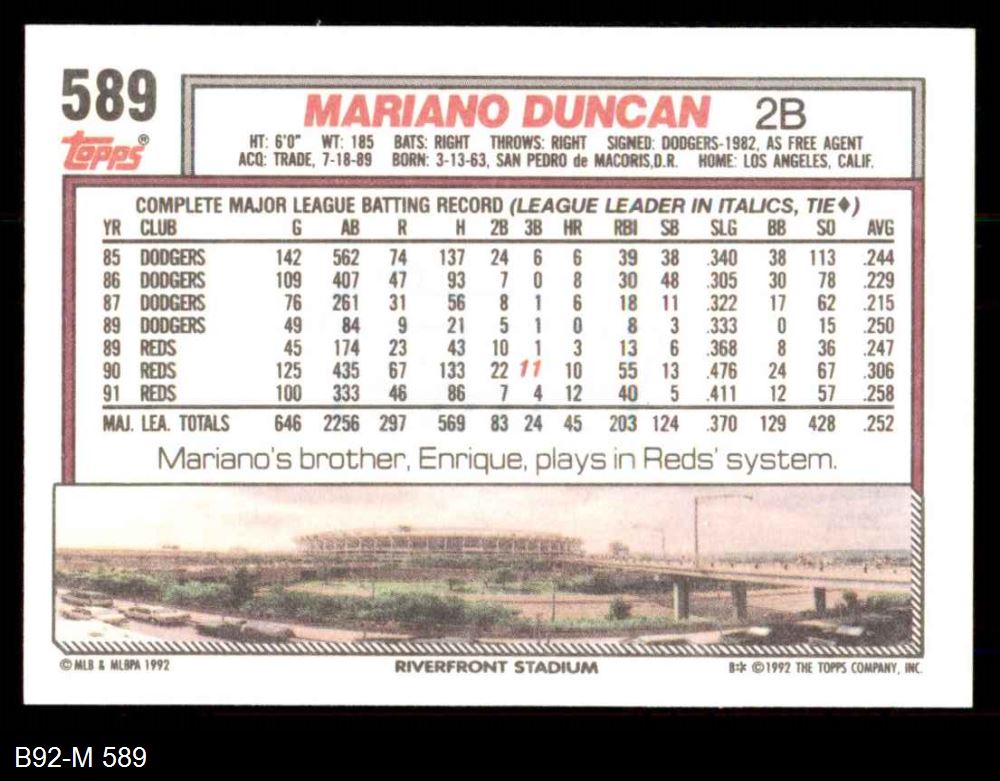 589
Topps®
MARIANO DUNCAN 2B
HT: 6'0" WT: 185 BATS: RIGHT THROWS: RIGHT SIGNED: DODGERS-1982, AS FREE AGENT
ACQ: TRADE, 7-18-89 BORN: 3-13-63, SAN PEDRO de MACORIS,D.R. HOME: LOS ANGELES, CALIF.
COMPLETE MAJOR LEAGUE BATTING RECORD (LEAGUE LEADER IN ITALICS, TIE♦)
YR CLUB G AB R H 2B 3B HR RBI SB SLG BB SO AVG
85 DODGERS 142 562 74 137 24 6 6 39 38 .340 38 113 .244
86 DODGERS 109 407 47 93 7 0 8 30 48 .305 30 78 .229
87 DODGERS 76 261 31 56 8 1 6 18 11 .322 17 62 .215
89 DODGERS 49 84 9 21 5 1 0 8 3 .333 0 15 .250
89 REDS 45 174 23 43 10 1 3 13 6 .368 8 36 .247
90 REDS 125 435 67 133 22 11 10 55 13 .476 24 67 .306
91 REDS 100 333 46 86 7 4 12 40 5 .411 12 57 .258
MAJ. LEA. TOTALS 646 2256 297 569 83 24 45 203 124 .370 129 428 .252
Mariano's brother, Enrique, plays in Reds' system.
© MLB & MLBPA 1992 RIVERFRONT STADIUM B** © 1992 THE TOPPS COMPANY, INC.
B92-M 589